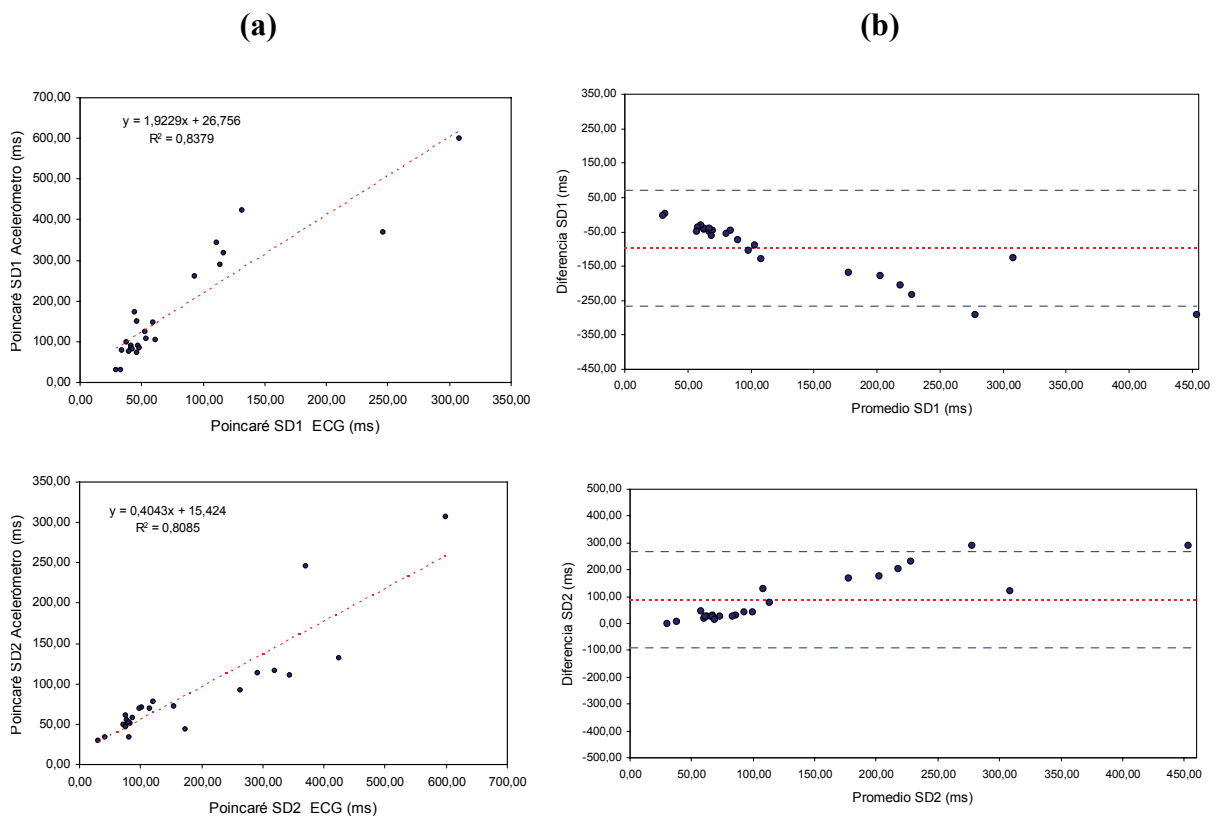 (a)
(b)
700,00
600,00
500,00
400,00
300,00
200,00
100,00
0,00
Poincaré SD1 Acelerómetro (ms)
y = 1,9229x + 26,756
R² = 0,8379
0,00 50,00 100,00 150,00 200,00 250,00 300,00 350,00
Poincaré SD1 ECG (ms)
350,00
250,00
150,00
50,00
-50,00
-150,00
-250,00
-350,00
-450,00
Diferencia SD1 (ms)
0,00 50,00 100,00 150,00 200,00 250,00 300,00 350,00 400,00 450,00
Promedio SD1 (ms)
350,00
300,00
250,00
200,00
150,00
100,00
50,00
0,00
Poincaré SD2 Acelerómetro (ms)
y = 0,4043x + 15,424
R² = 0,8085
0,00 100,00 200,00 300,00 400,00 500,00 600,00 700,00
Poincaré SD2 ECG (ms)
500,00
400,00
300,00
200,00
100,00
0,00
-100,00
-200,00
-300,00
-400,00
-500,00
Diferencia SD2 (ms)
0,00 50,00 100,00 150,00 200,00 250,00 300,00 350,00 400,00 450,00
Promedio SD2 (ms)